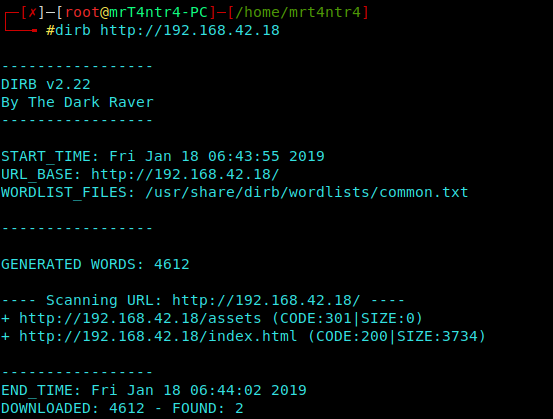 ┌─[✗]─[root@mrT4ntr4-PC]─[/home/mrt4ntr4]
└──╼ #dirb http://192.168.42.18
-----------------
DIRB v2.22
By The Dark Raver
-----------------
START_TIME: Fri Jan 18 06:43:55 2019
URL_BASE: http://192.168.42.18/
WORDLIST_FILES: /usr/share/dirb/wordlists/common.txt
-----------------
GENERATED WORDS: 4612
---- Scanning URL: http://192.168.42.18/ ----
+ http://192.168.42.18/assets (CODE:301|SIZE:0)
+ http://192.168.42.18/index.html (CODE:200|SIZE:3734)
-----------------
END_TIME: Fri Jan 18 06:44:02 2019
DOWNLOADED: 4612 - FOUND: 2